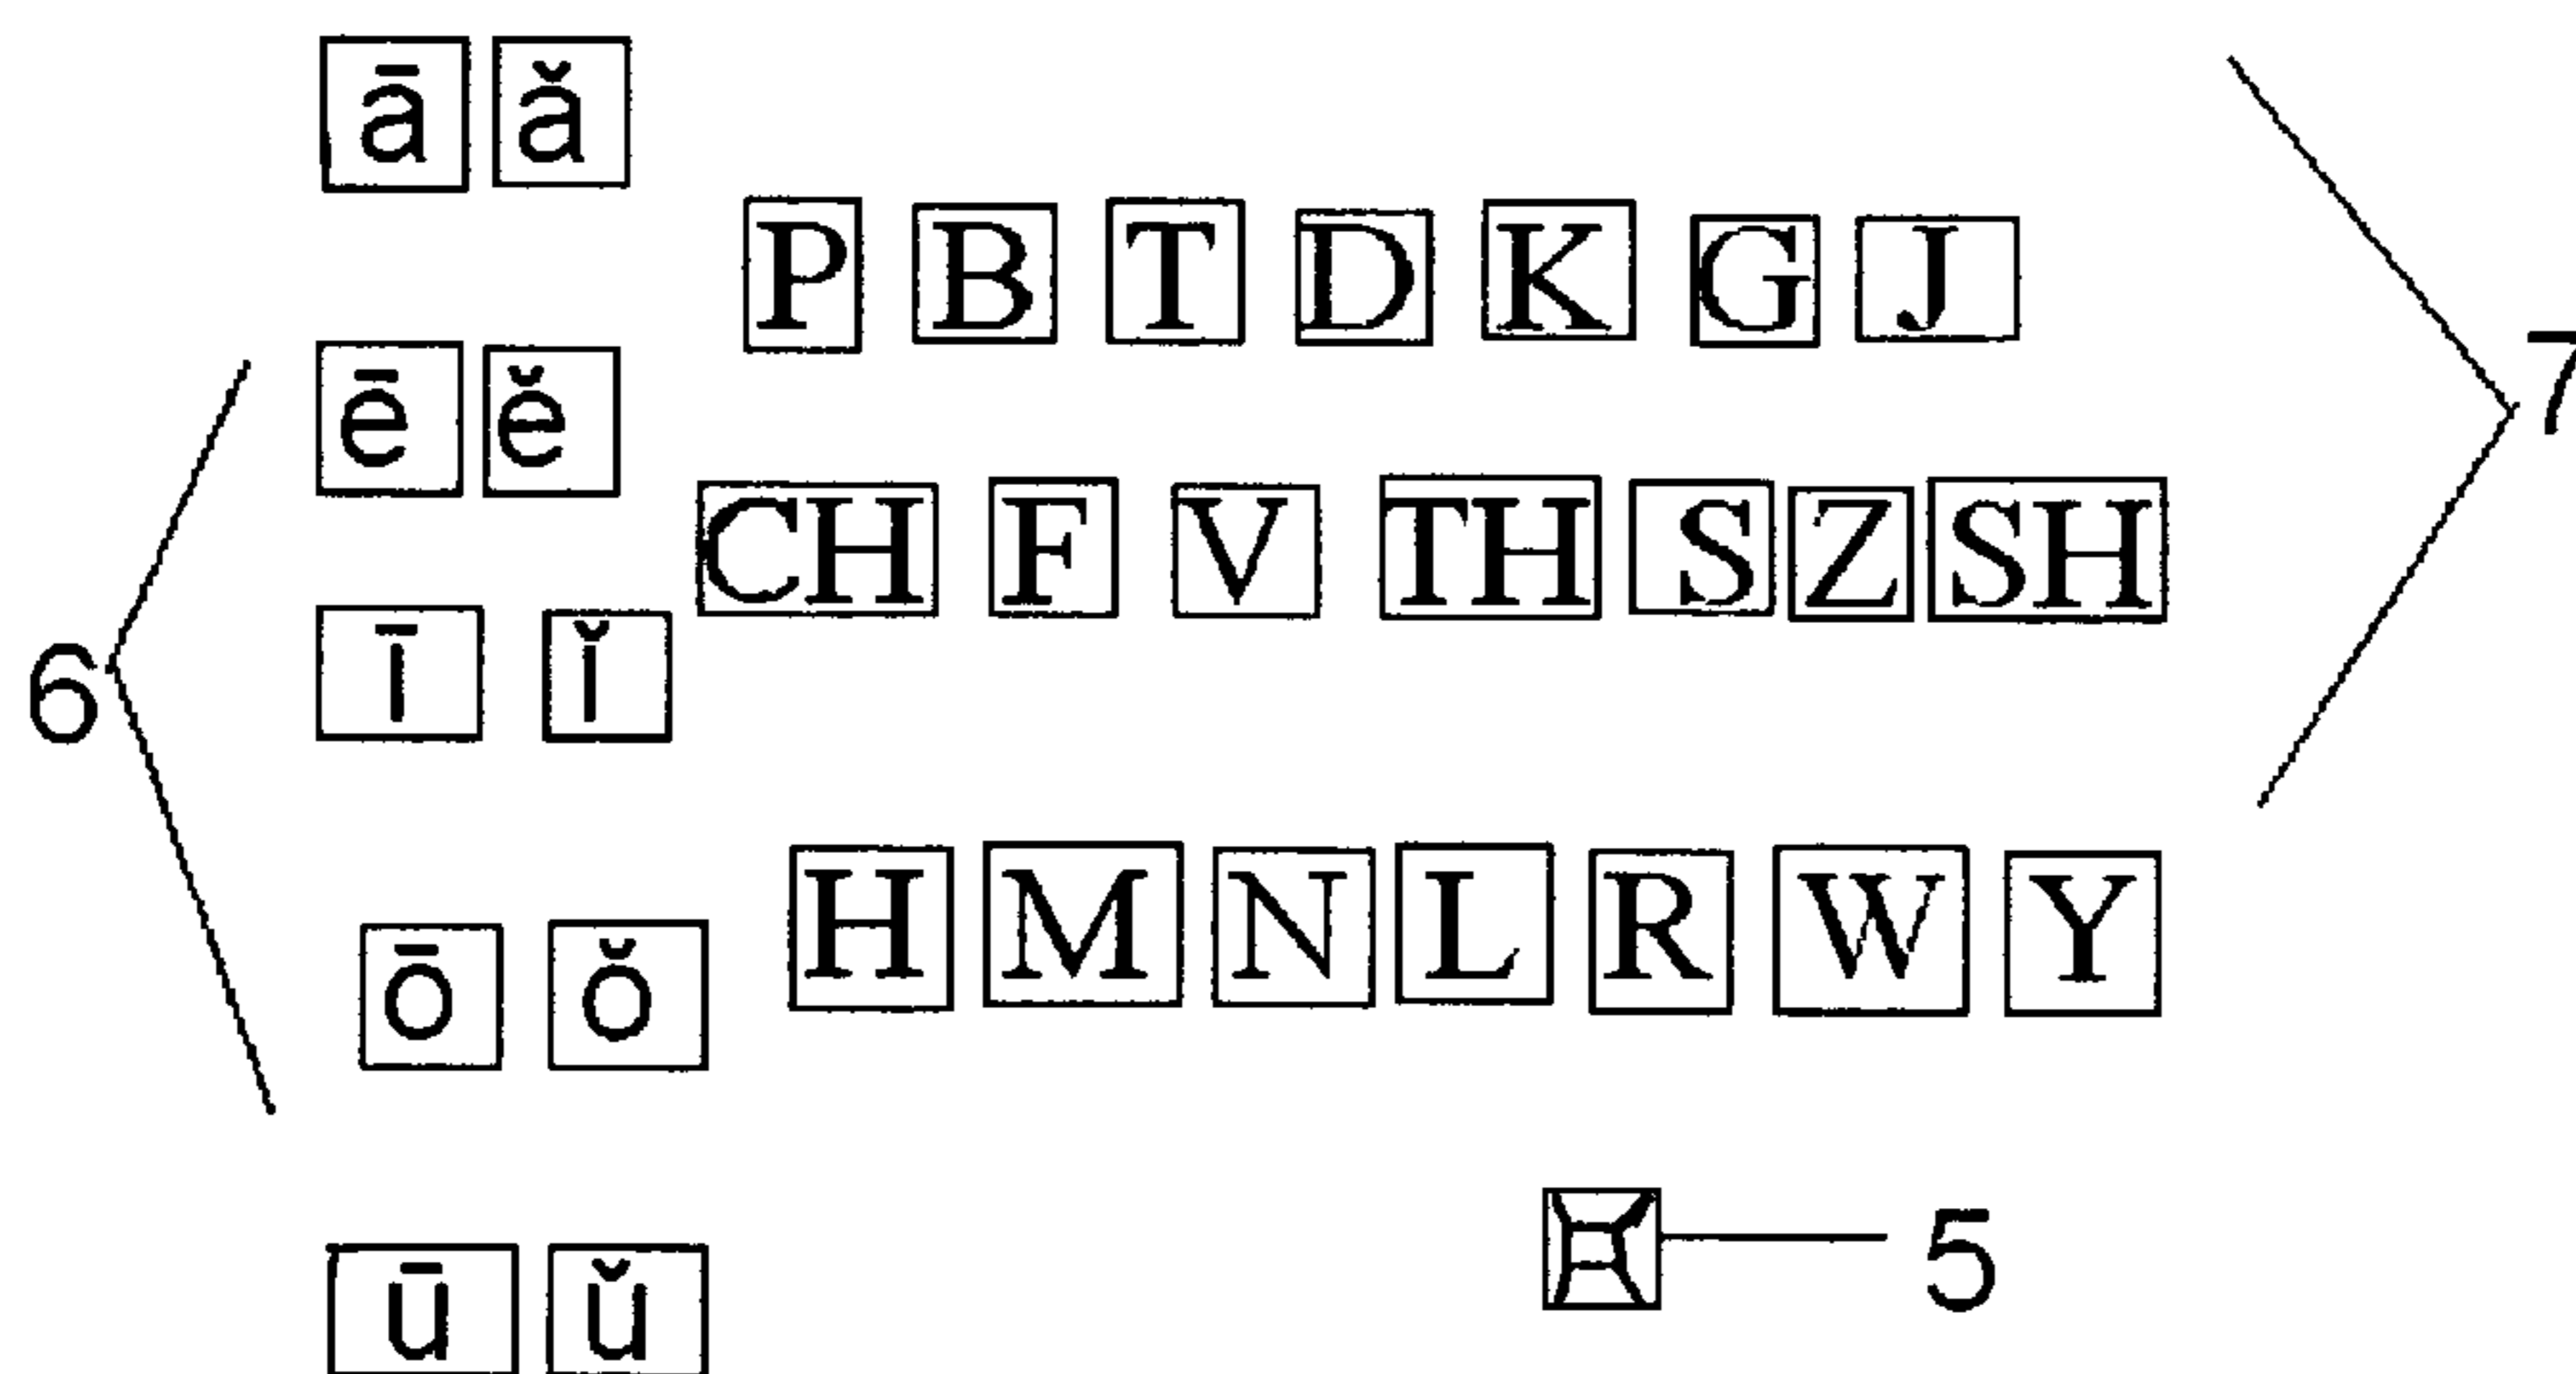 ā ă
P B T D K G J
7
ē ĕ
CH F V TH S Z SH
6
ī ĭ
H M N L R W Y
ō ŏ
5
ū ŭ